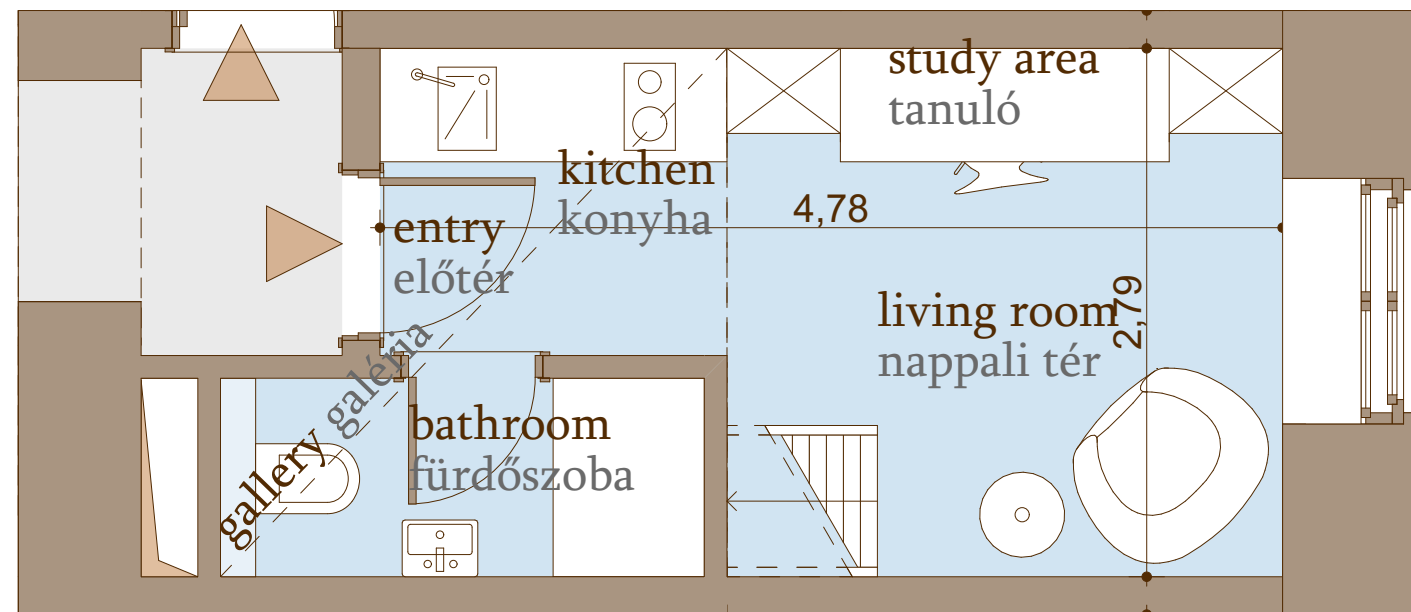 study area
tanuló
kitchen
konyha
4,78
entry
előtér
living room
nappali tér
2,79
gallery galéria
bathroom
fürdőszoba